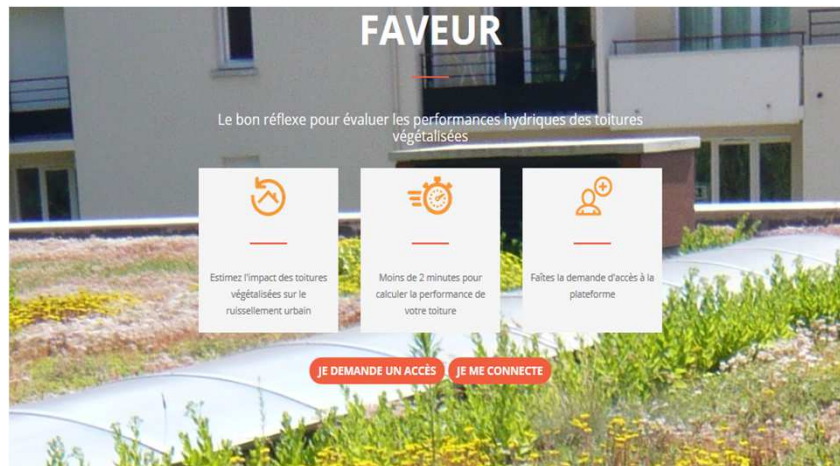 FAVEUR
Le bon réflexe pour évaluer les performances hydriques des toitures
végétalisées
Estimez l'impact des toitures
végétalisées sur le
ruissellement urbain
Moins de 2 minutes pour
calculer la performance de
votre toiture
Faîtes la demande d'accès à la
plateforme
JE DEMANDE UN ACCÈS
JE ME CONNECTE